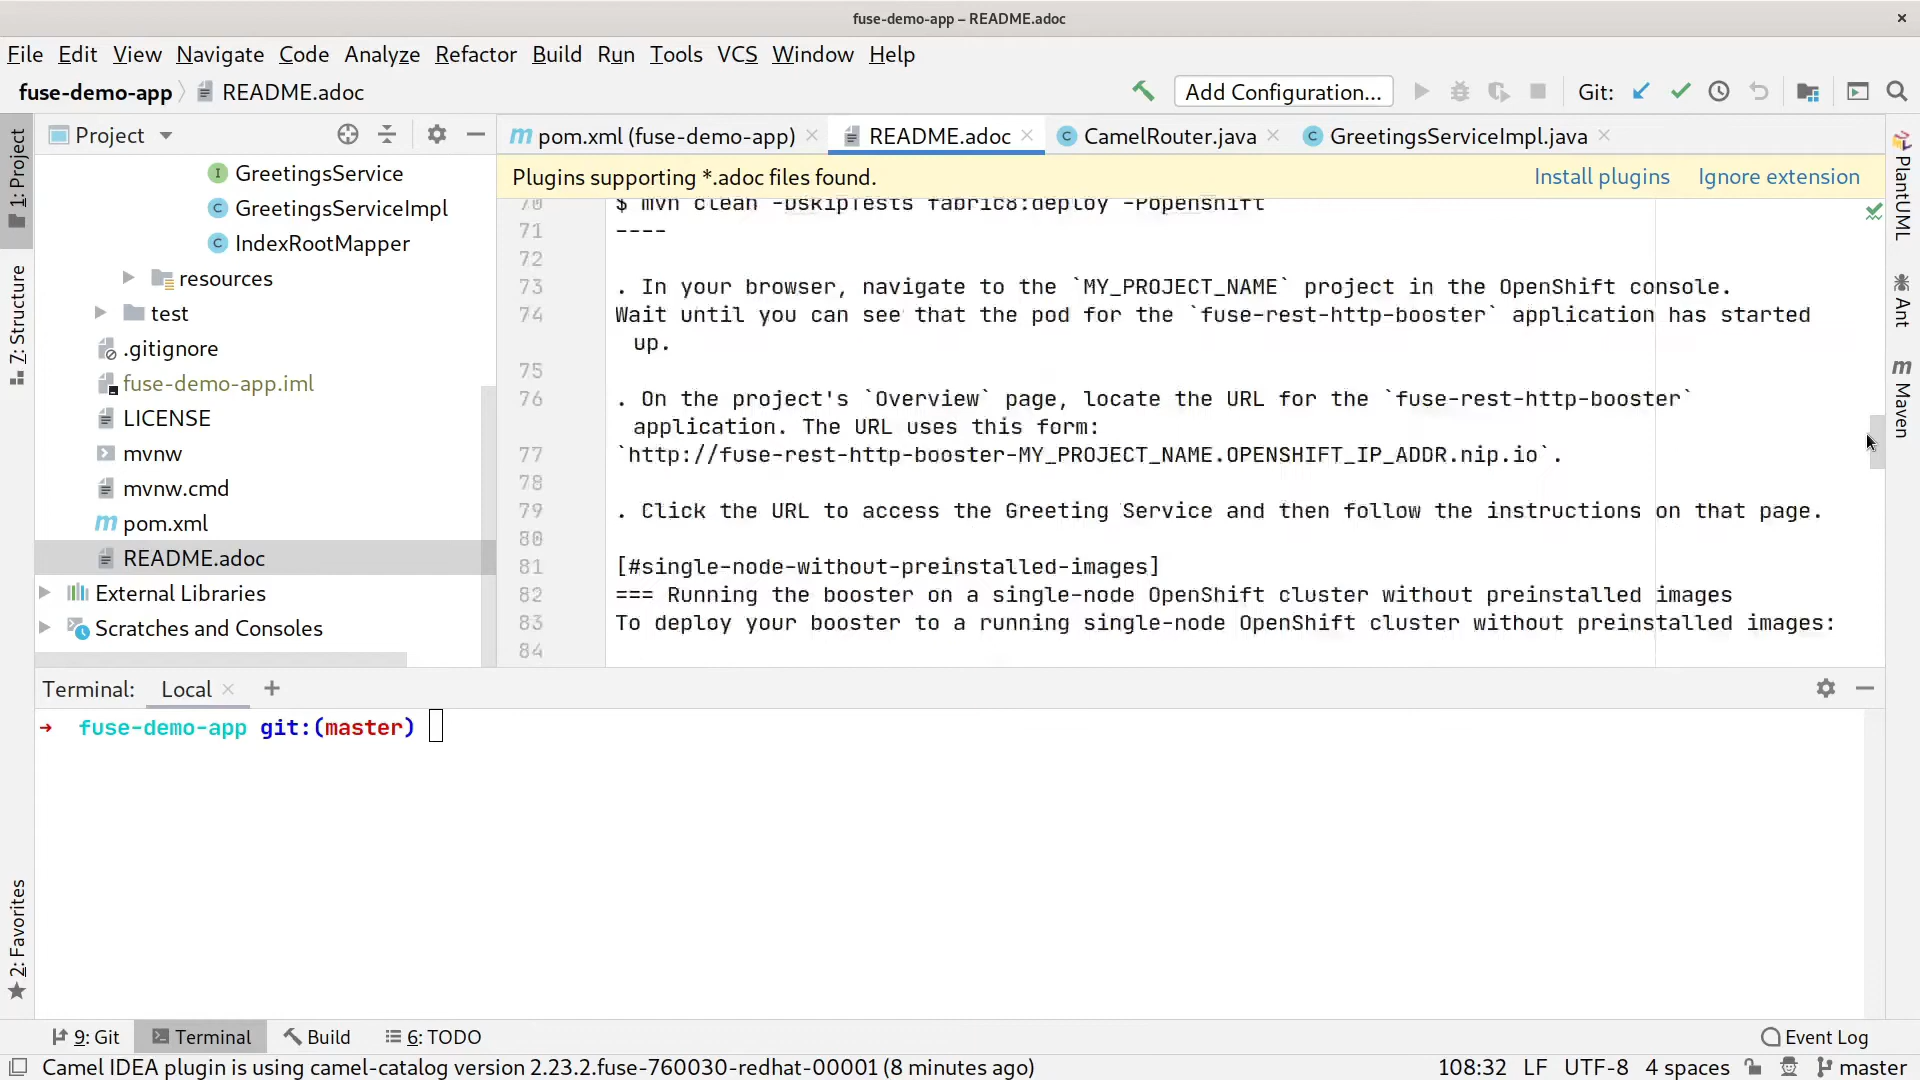 fuse-demo-app – README.adoc
File Edit View Navigate Code Analyze Refactor Build Run Tools VCS Window Help
fuse-demo-app README.adoc Add Configuration... Git:
Project
pom.xml (fuse-demo-app) README.adoc CamelRouter.java GreetingsServiceImpl.java
Plugins supporting *.adoc files found. Install plugins Ignore extension
1: Project
7: Structure
2: Favorites
GreetingsService
GreetingsServiceImpl
IndexRootMapper
resources
test
.gitignore
fuse-demo-app.iml
LICENSE
mvnw
mvnw.cmd
pom.xml
README.adoc
External Libraries
Scratches and Consoles
70 $ mvn clean -DskipTests fabric8:deploy -Popenshift
71 ----
72
73 . In your browser, navigate to the `MY_PROJECT_NAME` project in the OpenShift console.
74 Wait until you can see that the pod for the `fuse-rest-http-booster` application has started
up.
75
76 . On the project's `Overview` page, locate the URL for the `fuse-rest-http-booster`
application. The URL uses this form:
77 `http://fuse-rest-http-booster-MY_PROJECT_NAME.OPENSHIFT_IP_ADDR.nip.io`.
78
79 . Click the URL to access the Greeting Service and then follow the instructions on that page.
80
81 [#single-node-without-preinstalled-images]
82 === Running the booster on a single-node OpenShift cluster without preinstalled images
83 To deploy your booster to a running single-node OpenShift cluster without preinstalled images:
84
PlantUML
Ant
Maven
Terminal: Local
→ fuse-demo-app git:(master)
9: Git Terminal Build 6: TODO Event Log
Camel IDEA plugin is using camel-catalog version 2.23.2.fuse-760030-redhat-00001 (8 minutes ago) 108:32 LF UTF-8 4 spaces master